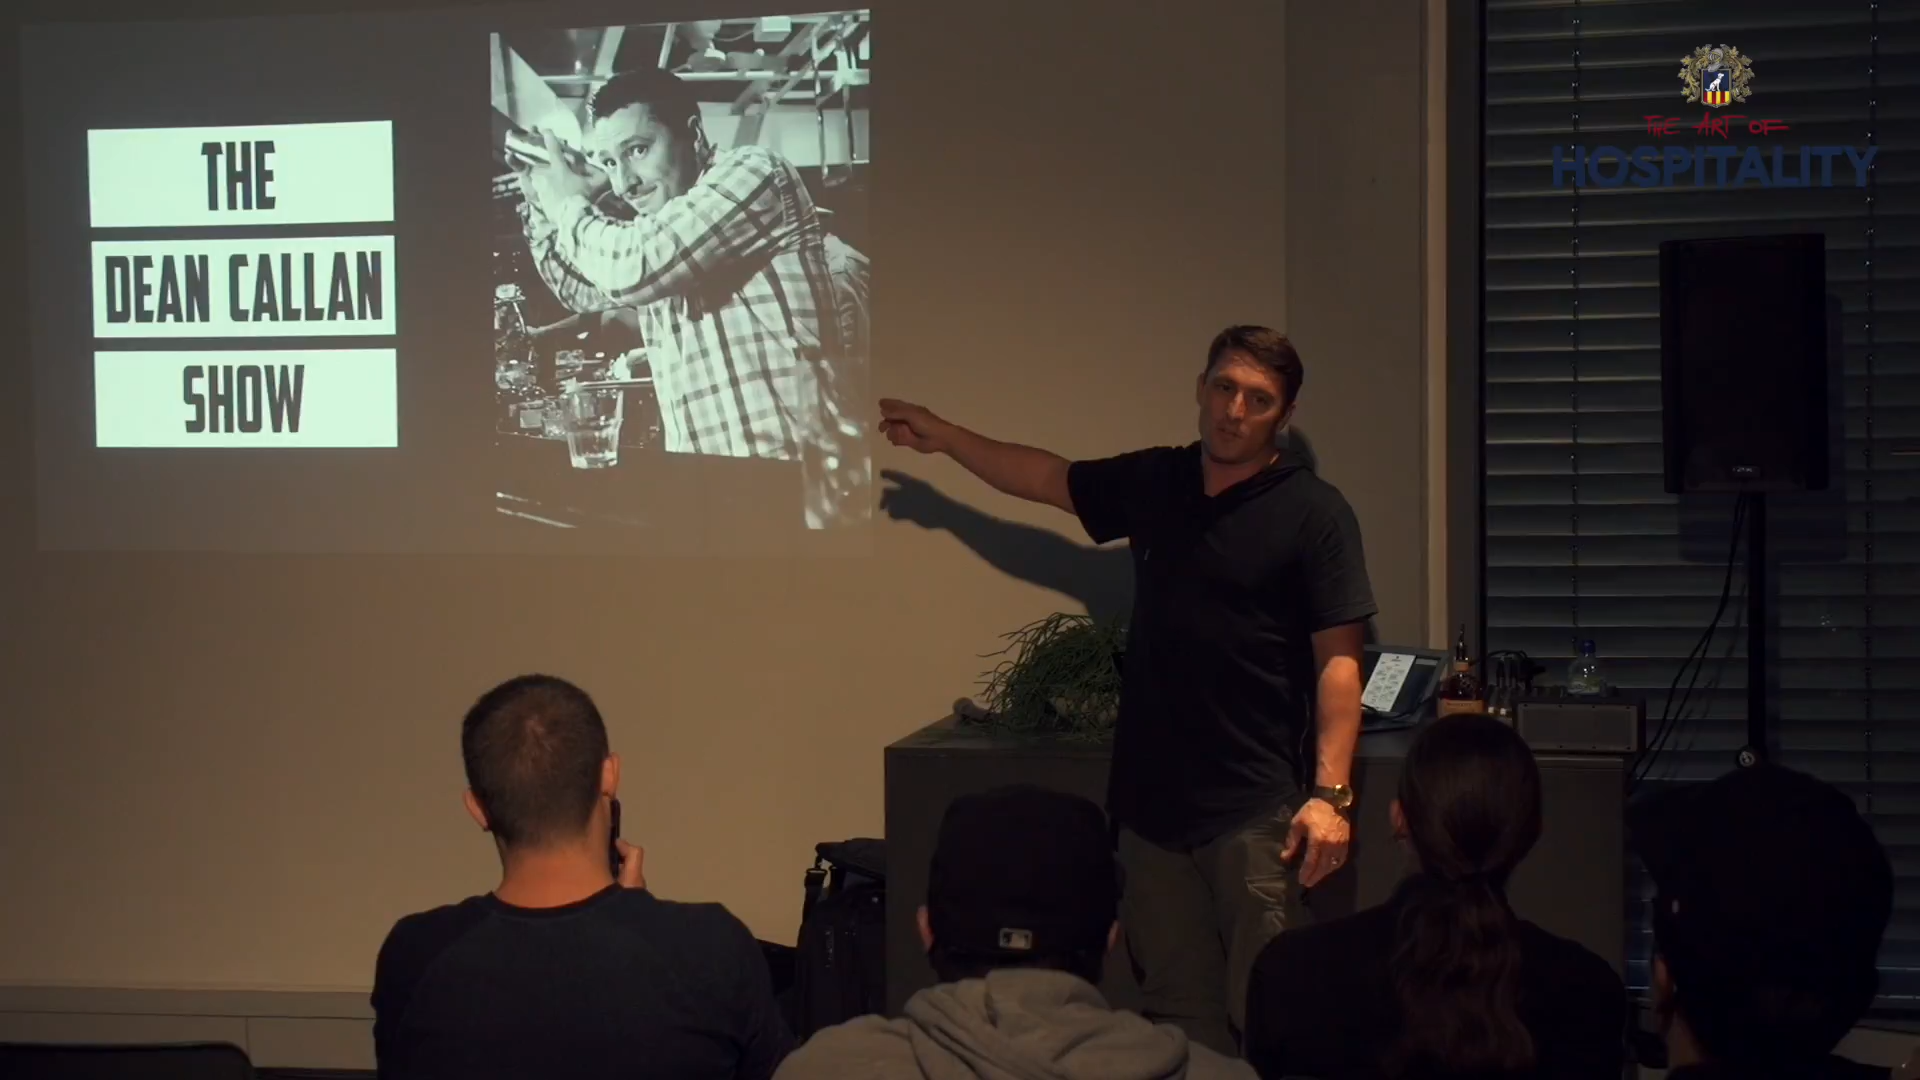 THE
DEAN CALLAN
SHOW
THE ART OF
HOSPITALITY